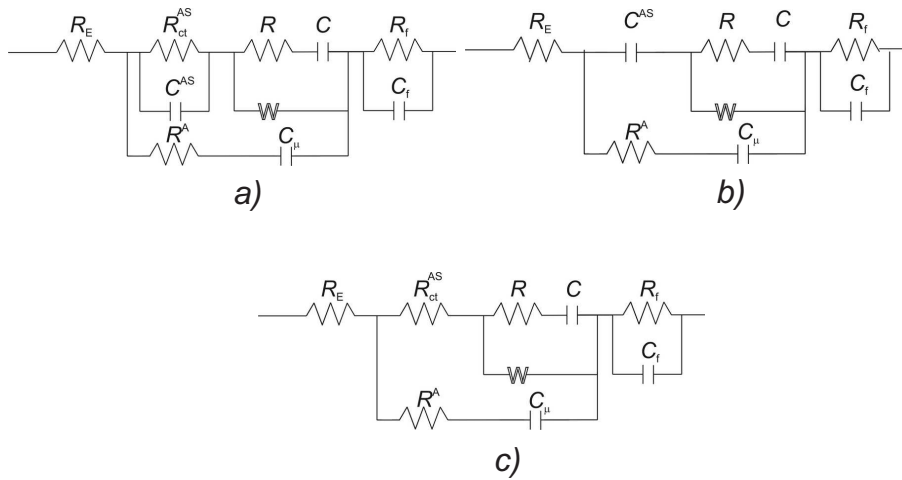 R_E R_ct^AS R C R_f
C^AS W C_f
R^A C_μ
a)
R_E C^AS R C R_f
W C_f
R^A C_μ
b)
R_E R_ct^AS R C R_f
W C_f
R^A C_μ
c)